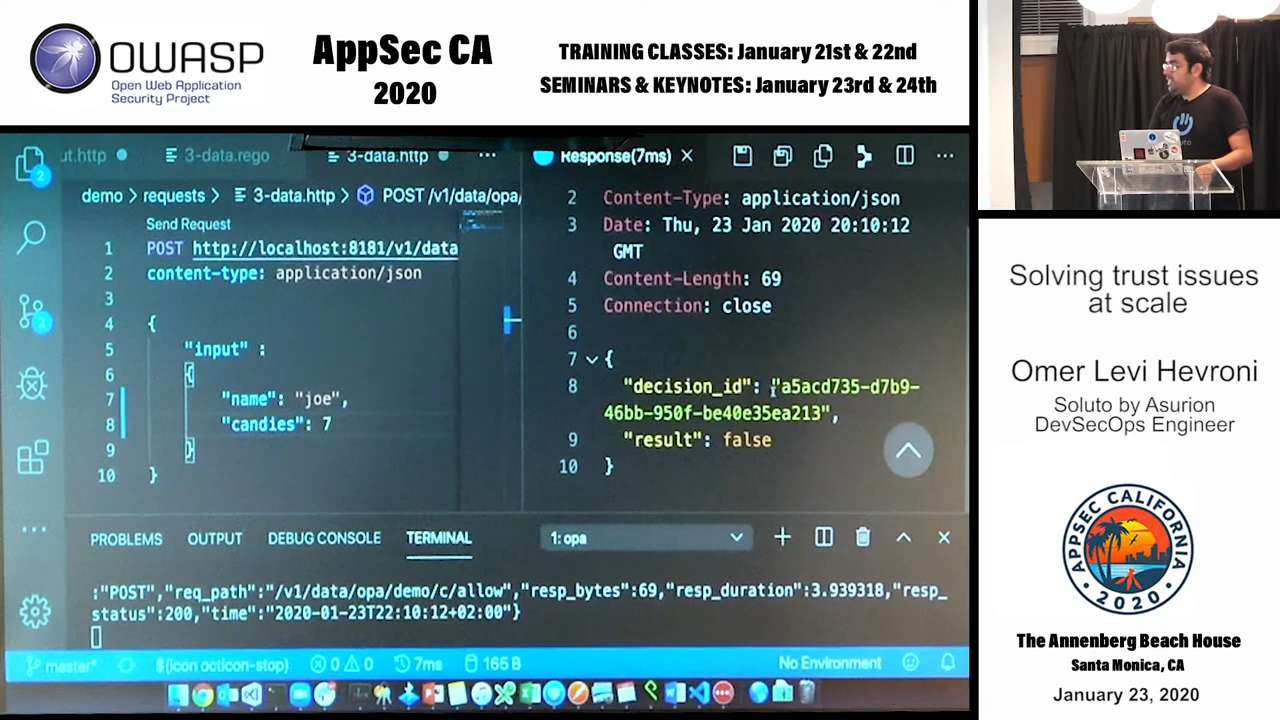 OWASP
Open Web Application
Security Project
AppSec CA
2020
TRAINING CLASSES: January 21st & 22nd
SEMINARS & KEYNOTES: January 23rd & 24th
ut.http
3-data.rego
3-data.http
Response(7ms)
demo > requests > 3-data.http > POST /v1/data/opa/
Send Request
1 POST http://localhost:8181/v1/data
2 content-type: application/json
3
4 {
5 "input" :
6 {
7 "name": "joe",
8 "candies": 7
9 }
10 }
2 Content-Type: application/json
3 Date: Thu, 23 Jan 2020 20:10:12
GMT
4 Content-Length: 69
5 Connection: close
6
7 {
8 "decision_id": "a5acd735-d7b9-
46bb-950f-be40e35ea213",
9 "result": false
10 }
PROBLEMS OUTPUT DEBUG CONSOLE TERMINAL 1: opa
:"POST","req_path":"/v1/data/opa/demo/c/allow","resp_bytes":69,"resp_duration":3.939318,"resp_
status":200,"time":"2020-01-23T22:10:12+02:00"}
master* $(icon octicon-stop) 0 0 7ms 165 B No Environment
Solving trust issues
at scale
Omer Levi Hevroni
Soluto by Asurion
DevSecOps Engineer
APPSEC CALIFORNIA
2020
The Annenberg Beach House
Santa Monica, CA
January 23, 2020